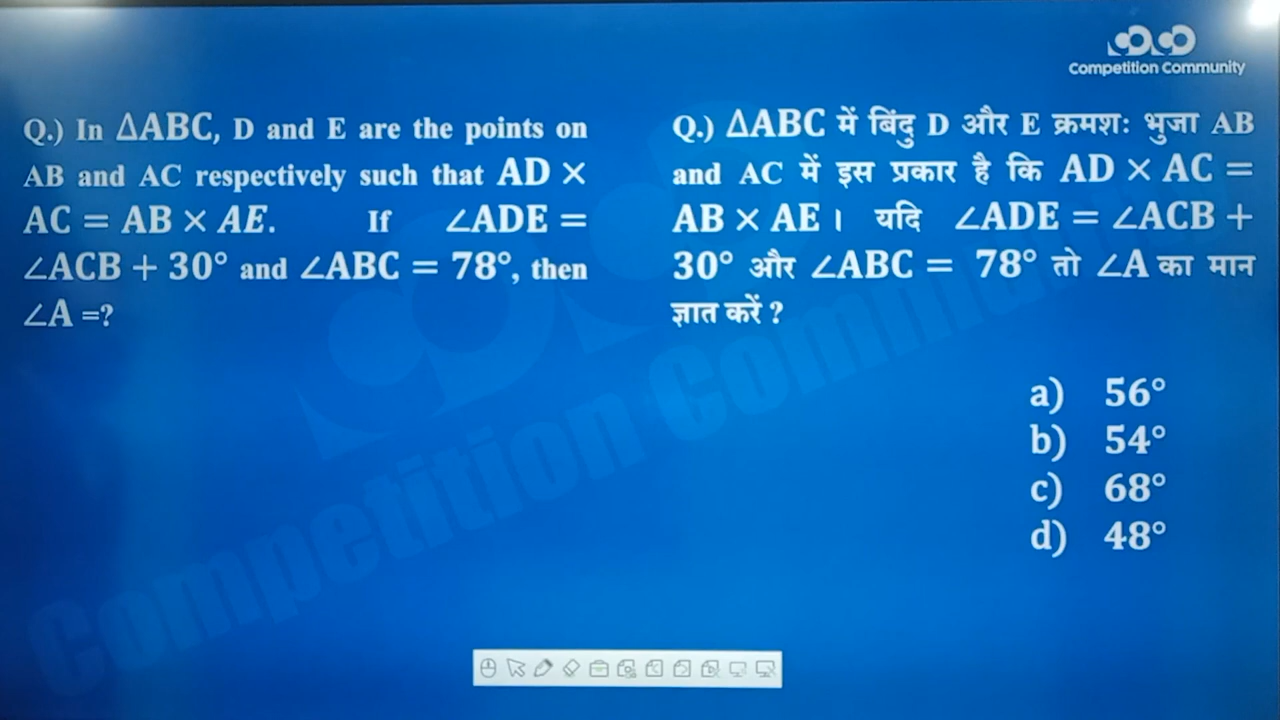 Competition Community
Q.) In ΔABC, D and E are the points on
AB and AC respectively such that AD ×
AC = AB × AE. If ∠ADE =
∠ACB + 30° and ∠ABC = 78°, then
∠A =?
Q.) ΔABC में बिंदु D और E क्रमशः भुजा AB
and AC में इस प्रकार है कि AD × AC =
AB × AE। यदि ∠ADE = ∠ACB +
30° और ∠ABC = 78° तो ∠A का मान
ज्ञात करें ?
a) 56°
b) 54°
c) 68°
d) 48°
Competition Community